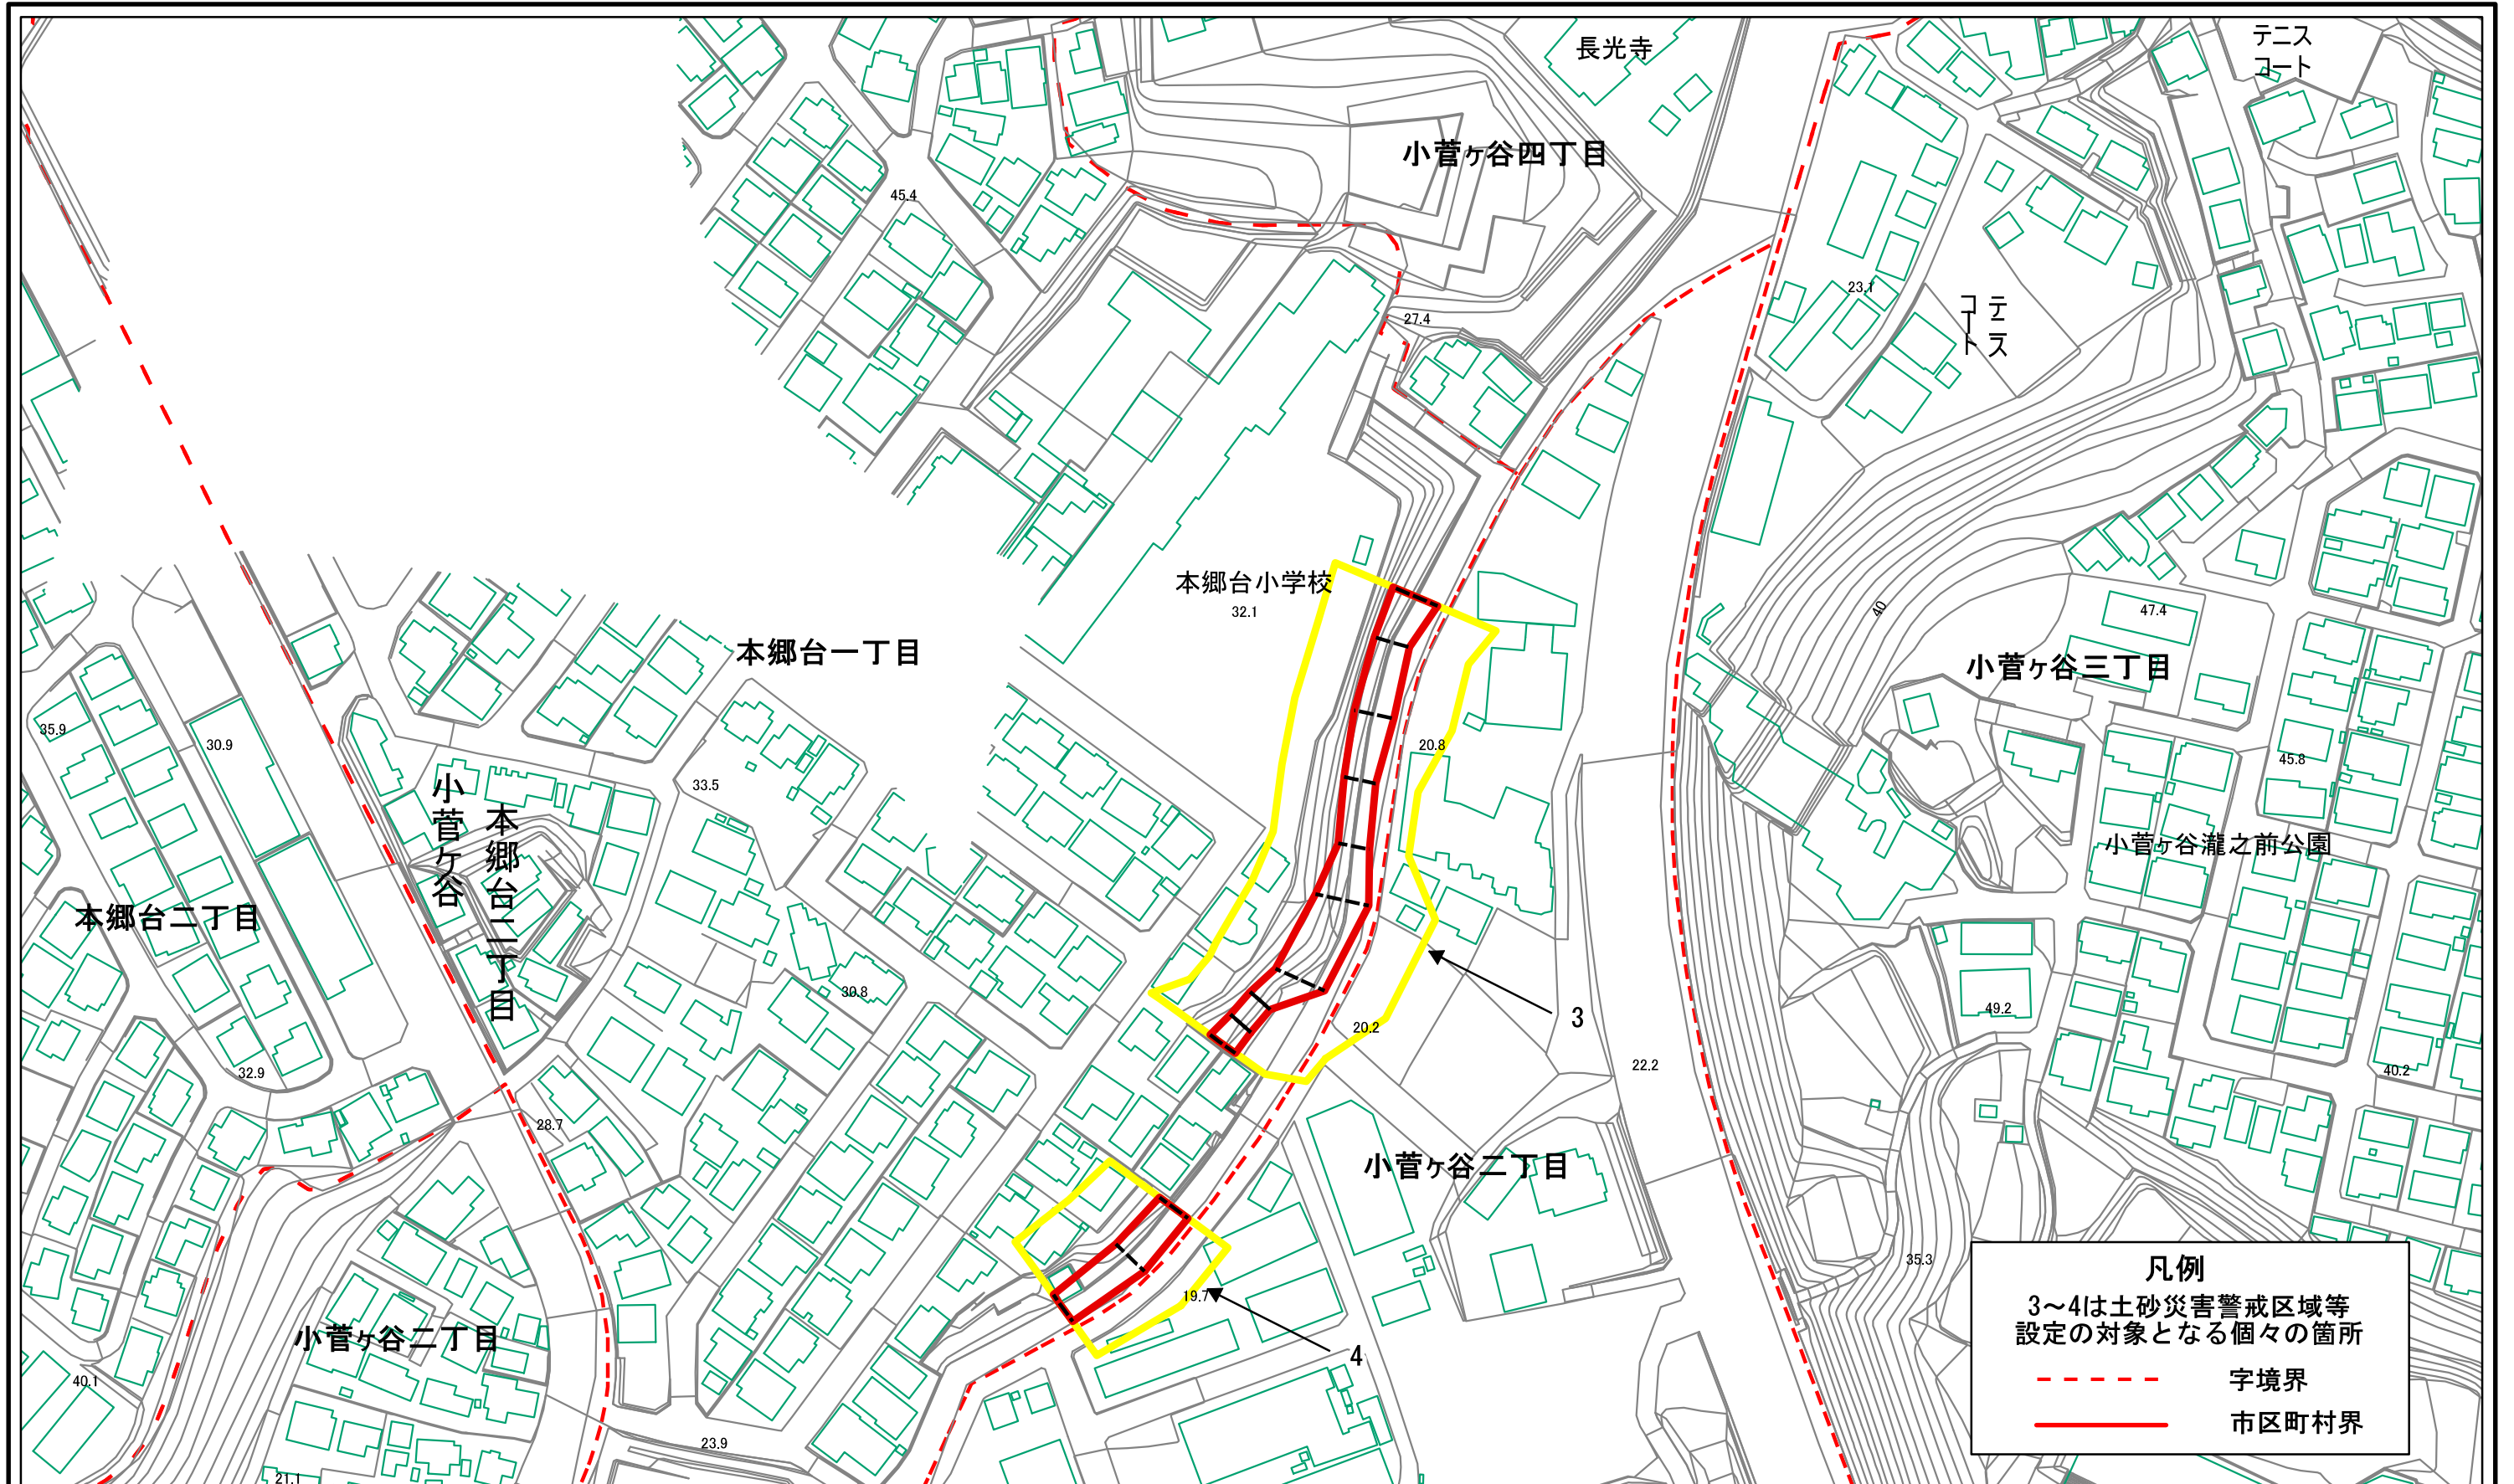 長光寺
テニス
コート
小菅ヶ谷四丁目
45.4
23.1
テニス
コート
27.4
本郷台小学校
32.1
40
47.4
本郷台一丁目
小菅ヶ谷三丁目
35.9
30.9
20.8
45.8
33.5
小菅ケ谷
本郷台二丁目
小菅ヶ谷瀧之前公園
本郷台二丁目
30.8
49.2
3
20.2
22.2
32.9
40.2
28.7
小菅ヶ谷二丁目
35.3
19.7
小菅ヶ谷二丁目
4
40.1
23.9
21.1
凡例
3～4は土砂災害警戒区域等
設定の対象となる個々の箇所
字境界
市区町村界